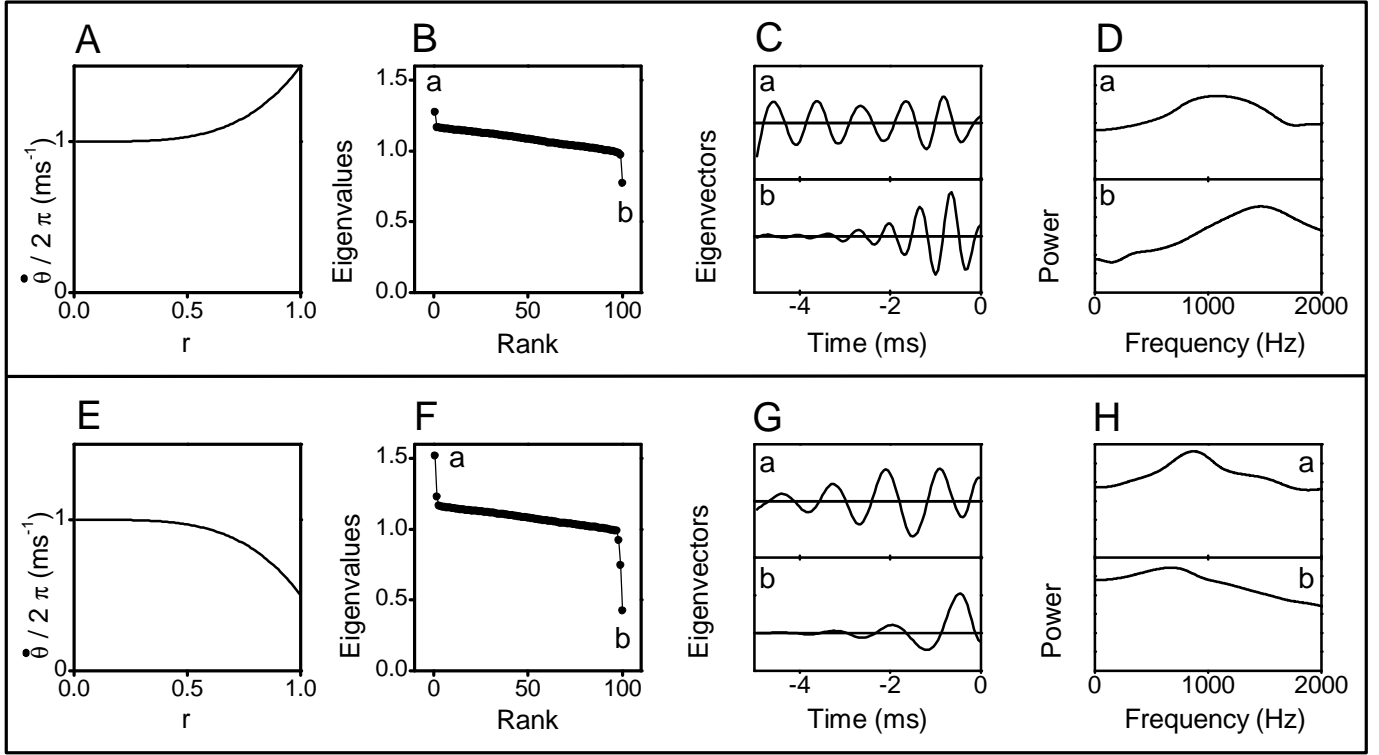 A
B
C
D
θ̇ / 2 π (ms⁻¹)
1
0
0.0 0.5 1.0
r
Eigenvalues
1.5
1.0
0.5
0.0
a
b
0 50 100
Rank
Eigenvectors
a
b
-4 -2 0
Time (ms)
Power
a
b
0 1000 2000
Frequency (Hz)
E
F
G
H
θ̇ / 2 π (ms⁻¹)
1
0
0.0 0.5 1.0
r
Eigenvalues
1.5
1.0
0.5
0.0
a
b
0 50 100
Rank
Eigenvectors
a
b
-4 -2 0
Time (ms)
Power
a
b
0 1000 2000
Frequency (Hz)